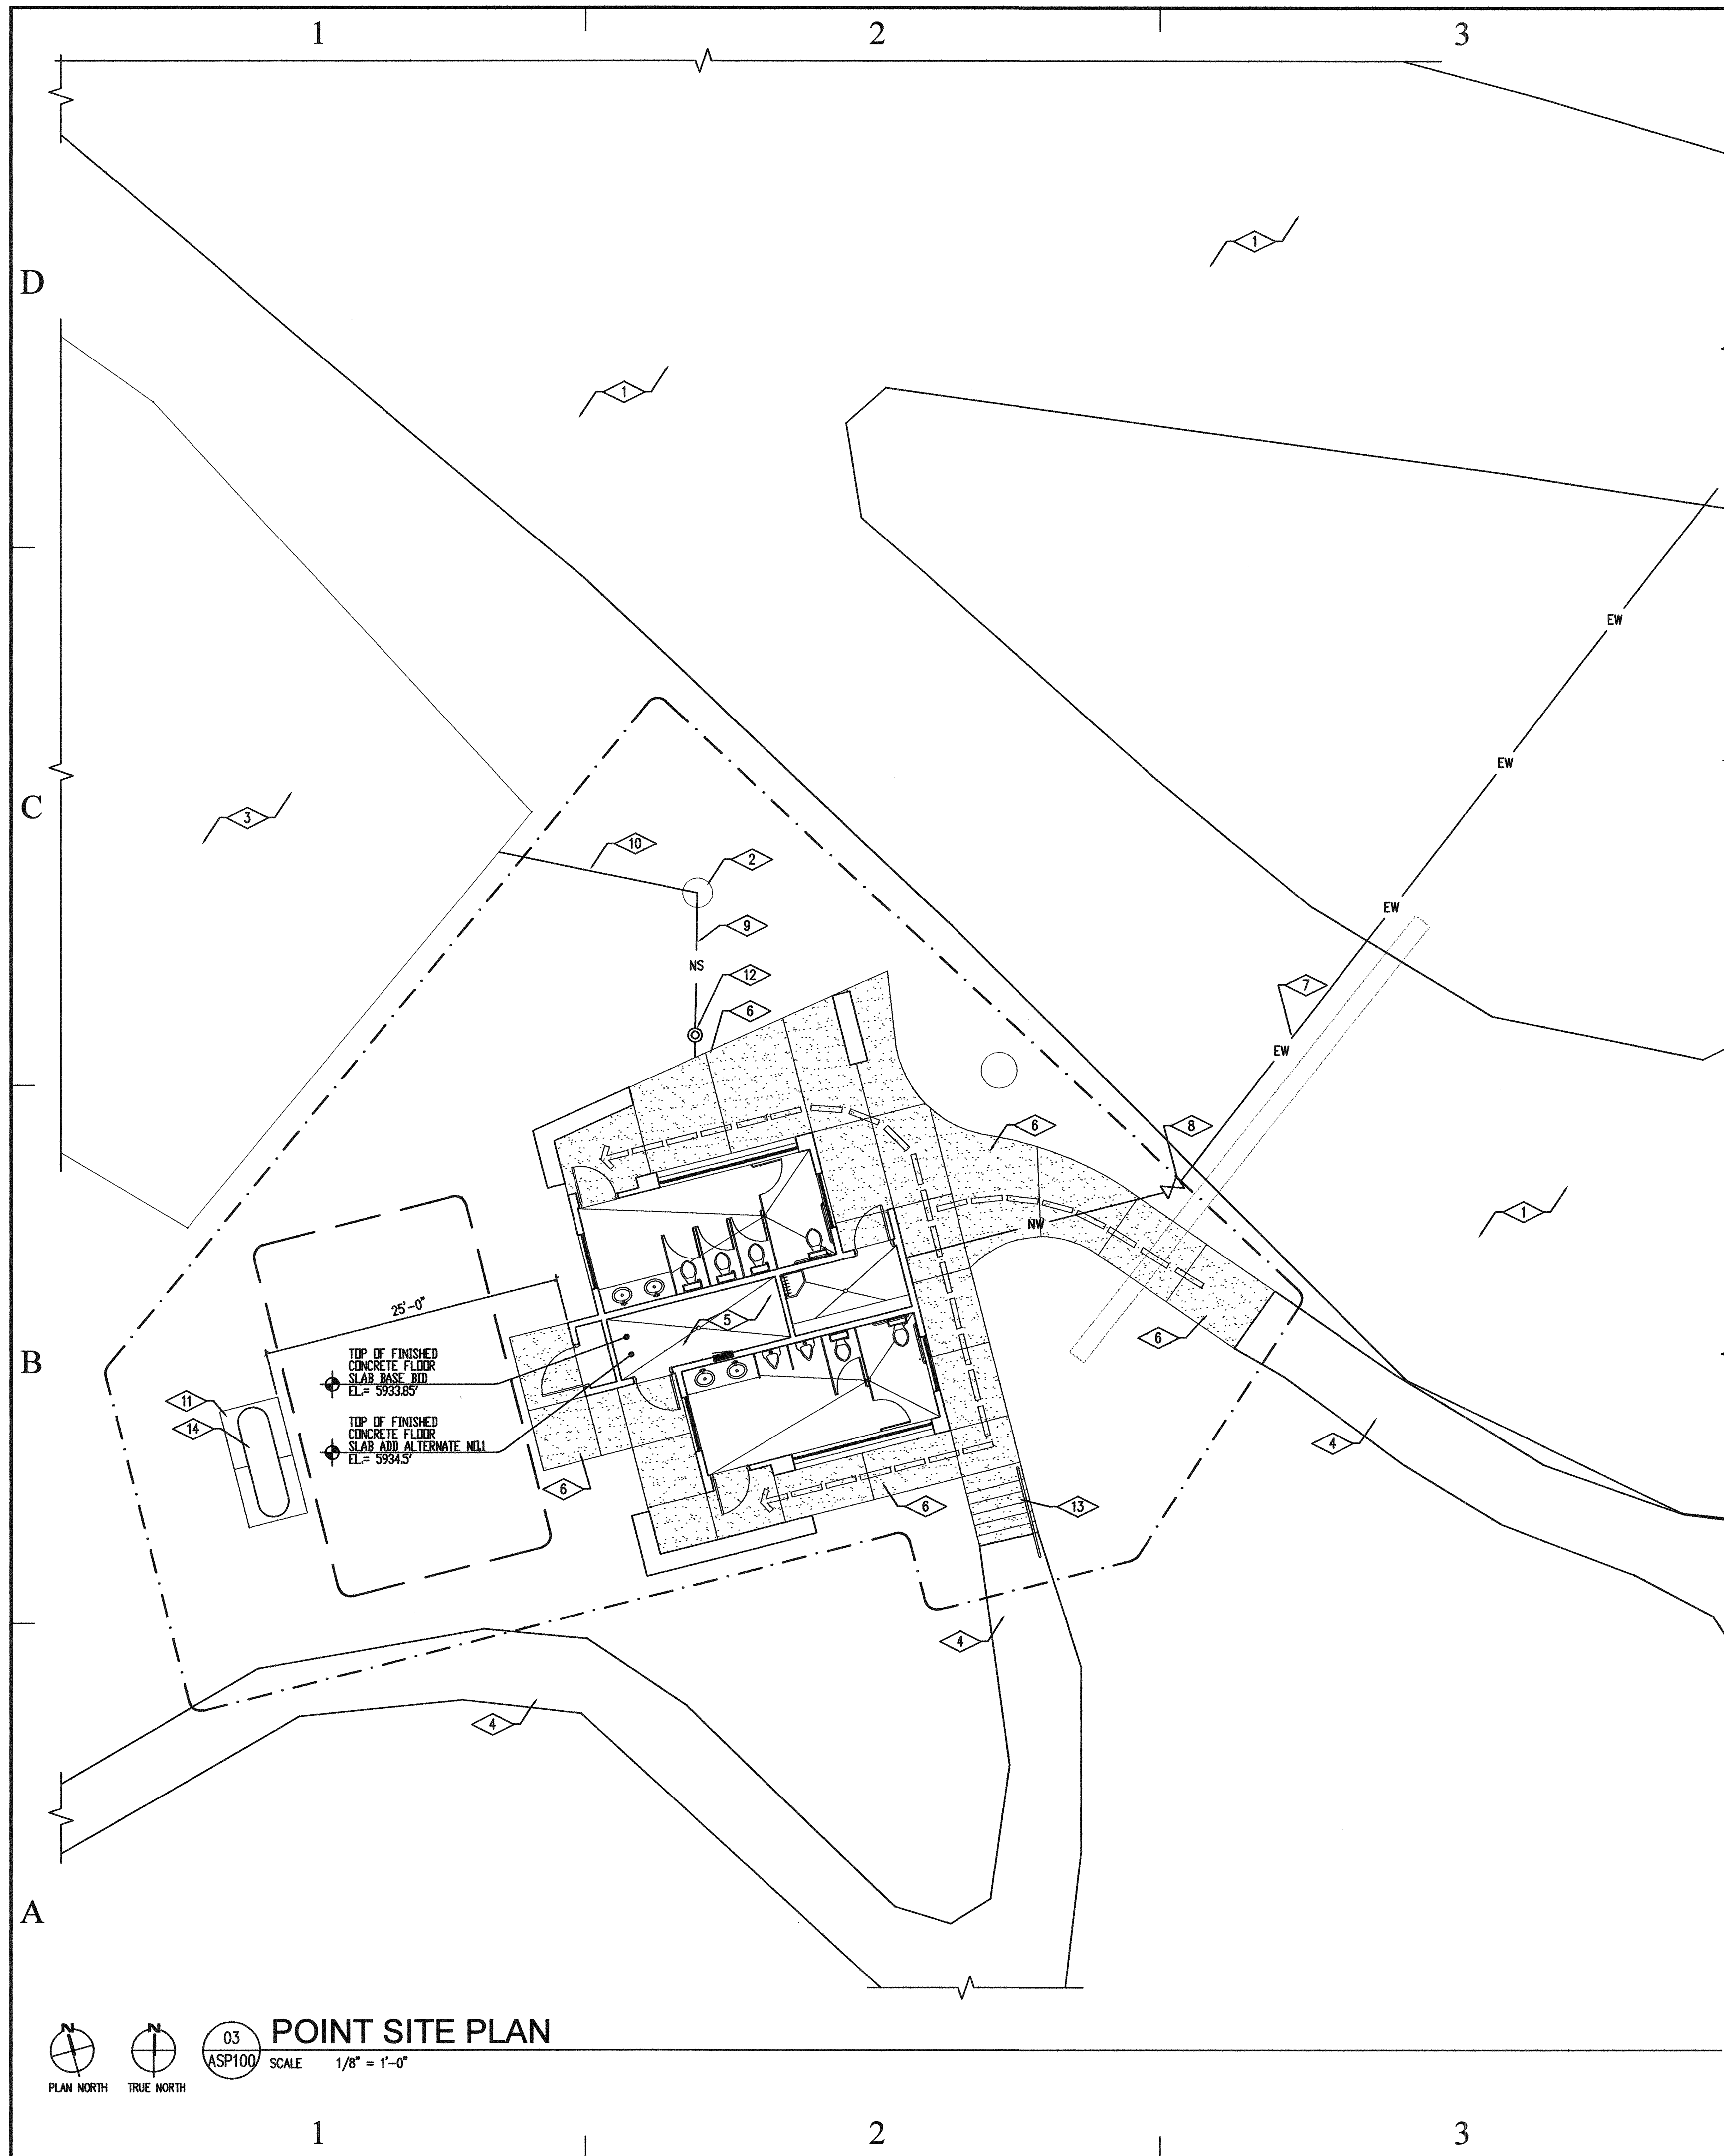 1 2 3
D
1
1
EW
EW
C
3
10
2
EW
9
NS
12
7
6
EW
8
6
1
NW
25'-0"
5
6
B
TOP OF FINISHED
CONCRETE FLOOR
SLAB BASE BID
EL.= 5933.85'
11
14
TOP OF FINISHED
CONCRETE FLOOR
SLAB ADD ALTERNATE NO.1
EL.= 5934.5'
4
6
6
13
4
4
A
N
N
PLAN NORTH
TRUE NORTH
03
ASP100
POINT SITE PLAN
SCALE 1/8" = 1'-0"
1 2 3